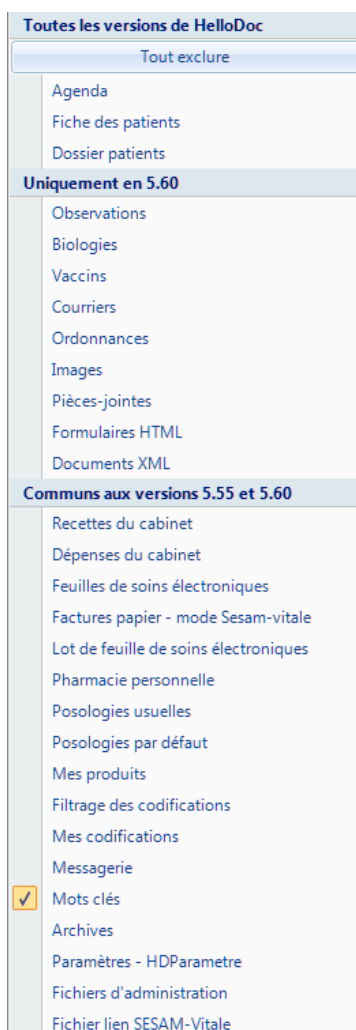 Toutes les versions de HelloDoc
Tout exclure
Agenda
Fiche des patients
Dossier patients
Uniquement en 5.60
Observations
Biologies
Vaccins
Courriers
Ordonnances
Images
Pièces-jointes
Formulaires HTML
Documents XML
Communs aux versions 5.55 et 5.60
Recettes du cabinet
Dépenses du cabinet
Feuilles de soins électroniques
Factures papier - mode Sesam-vitale
Lot de feuille de soins électroniques
Pharmacie personnelle
Posologies usuelles
Posologies par défaut
Mes produits
Filtrage des codifications
Mes codifications
Messagerie
Mots clés
Archives
Paramètres - HDParametre
Fichiers d'administration
Fichier lien SESAM-Vitale